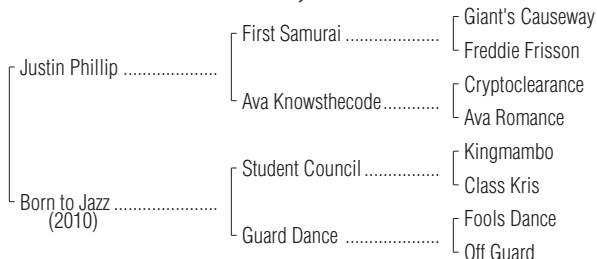 Giant's Causeway
First Samurai ..................
Freddie Frisson
Justin Phillip ....................
Cryptoclearance
Ava Knowsthecode............
Ava Romance
Kingmambo
Student Council................
Class Kris
Born to Jazz ......................
(2010)
Fools Dance
Guard Dance ....................
Off Guard